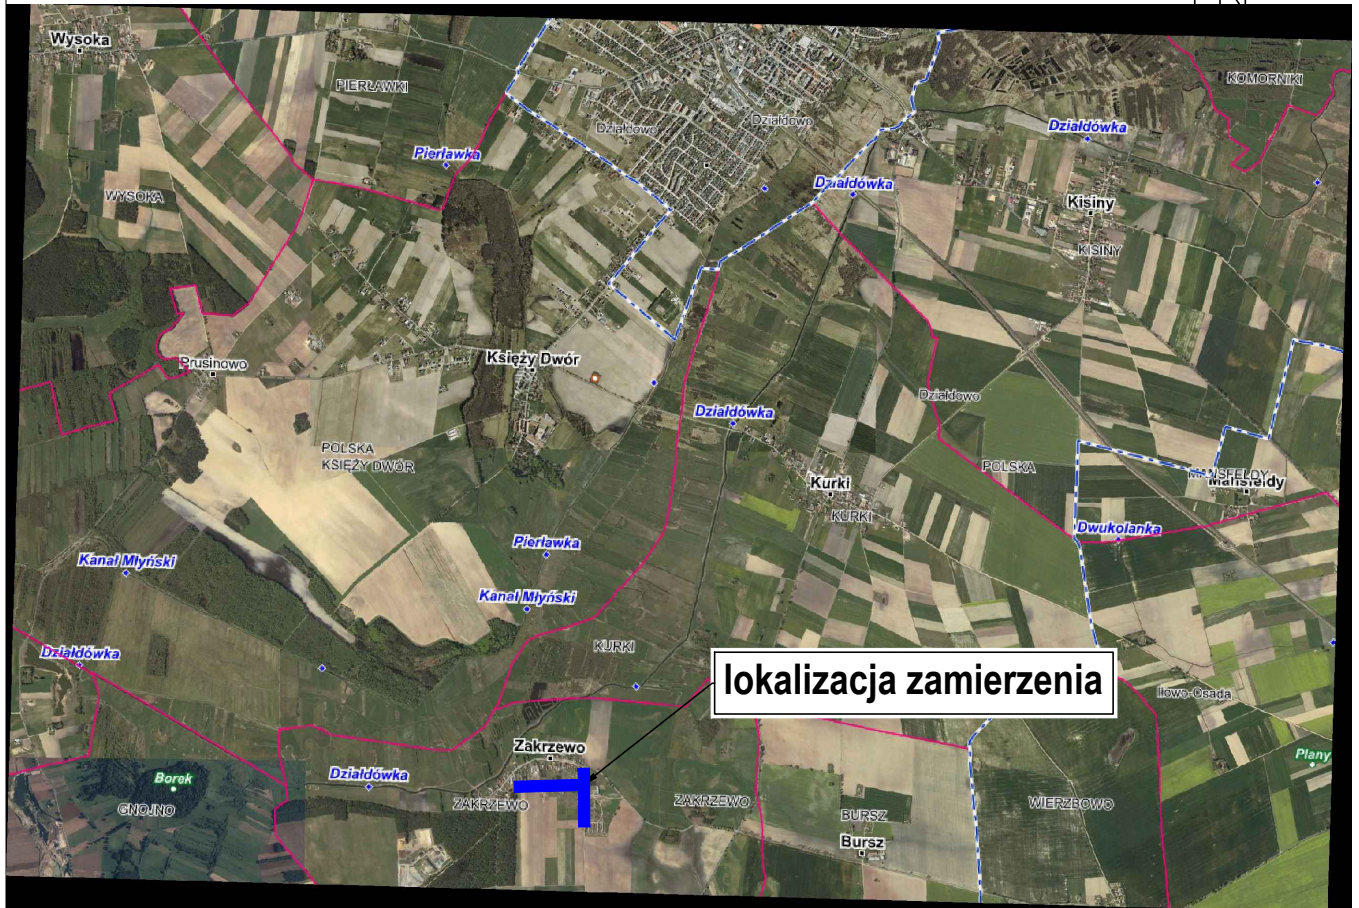 Wysoka
PIERŁAWKI
KOMORNIKI
Działdowo
Działdowo
Działdówka
Pierławka
Działdówka
WYSOKA
Kisiny
KISINY
Prusinowo
Księży Dwór
Działdowo
Działdówka
POLSKA
KSIĘŻY DWÓR
POLSKA
MANSFELDY
Mansfeldy
Kurki
KURKI
Dwukolanka
Pierławka
Kanał Młyński
Kanał Młyński
KURKI
Działdówka
lokalizacja zamierzenia
Iłowo-Osada
Zakrzewo
Plany
Działdówka
Borek
GNOJNO
ZAKRZEWO
ZAKRZEWO
WIERZBOWO
BURSZ
Bursz